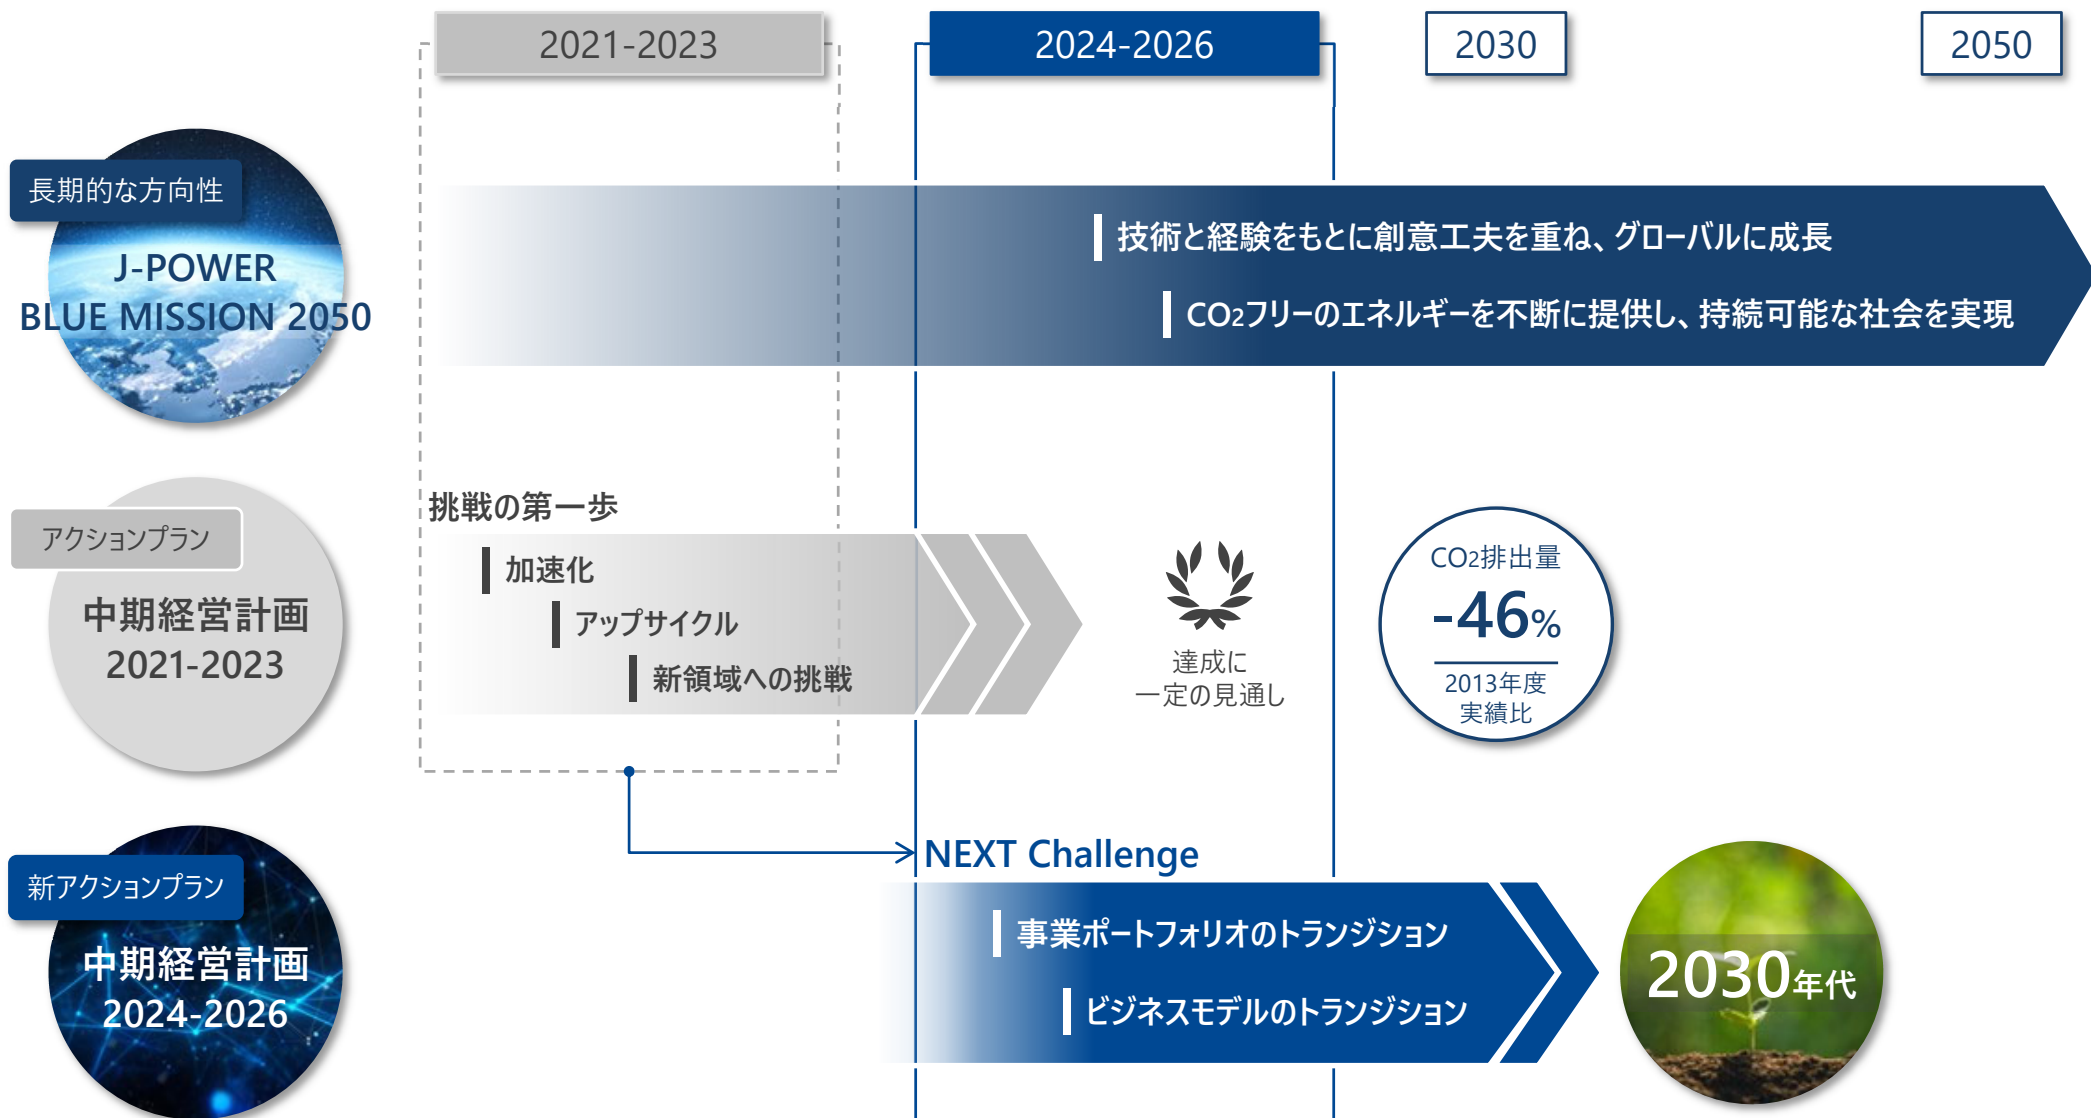 2021-2023
2024-2026
2030
2050
長期的な方向性
J-POWER
BLUE MISSION 2050
技術と経験をもとに創意工夫を重ね、グローバルに成長
CO2フリーのエネルギーを不断に提供し、持続可能な社会を実現
アクションプラン
中期経営計画
2021-2023
挑戦の第一歩
加速化
アップサイクル
新領域への挑戦
達成に
一定の見通し
CO2排出量
-46%
2013年度
実績比
新アクションプラン
中期経営計画
2024-2026
NEXT Challenge
事業ポートフォリオのトランジション
ビジネスモデルのトランジション
2030年代